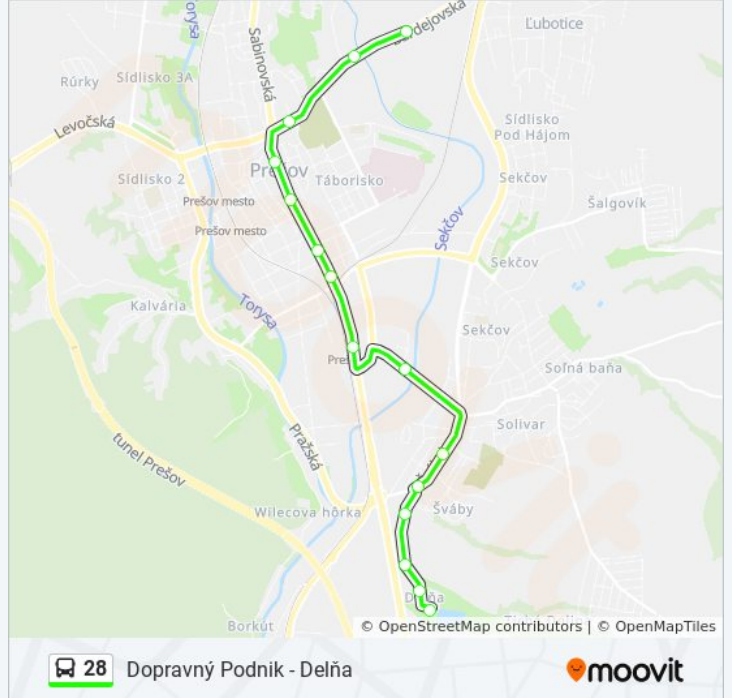 Torysa
Bardejovská
Ľubotice
Sabinovská
Sídlisko 3A
Rúrky
Levočská
Sídlisko
Pod Hájom
Prešov
Sídlisko 2
Táborisko
Sekčov
Prešov mesto
Šalgovík
Sekčov
Prešov mesto
Sekčov
Torysa
Kalvária
Sekčov
Soľná baňa
Solivar
Pražská
tunel Prešov
Wilecova hôrka
Šváby
Delňa
Borkút
© OpenStreetMap contributors | © OpenMapTiles
28 Dopravný Podnik - Delňa
moovit